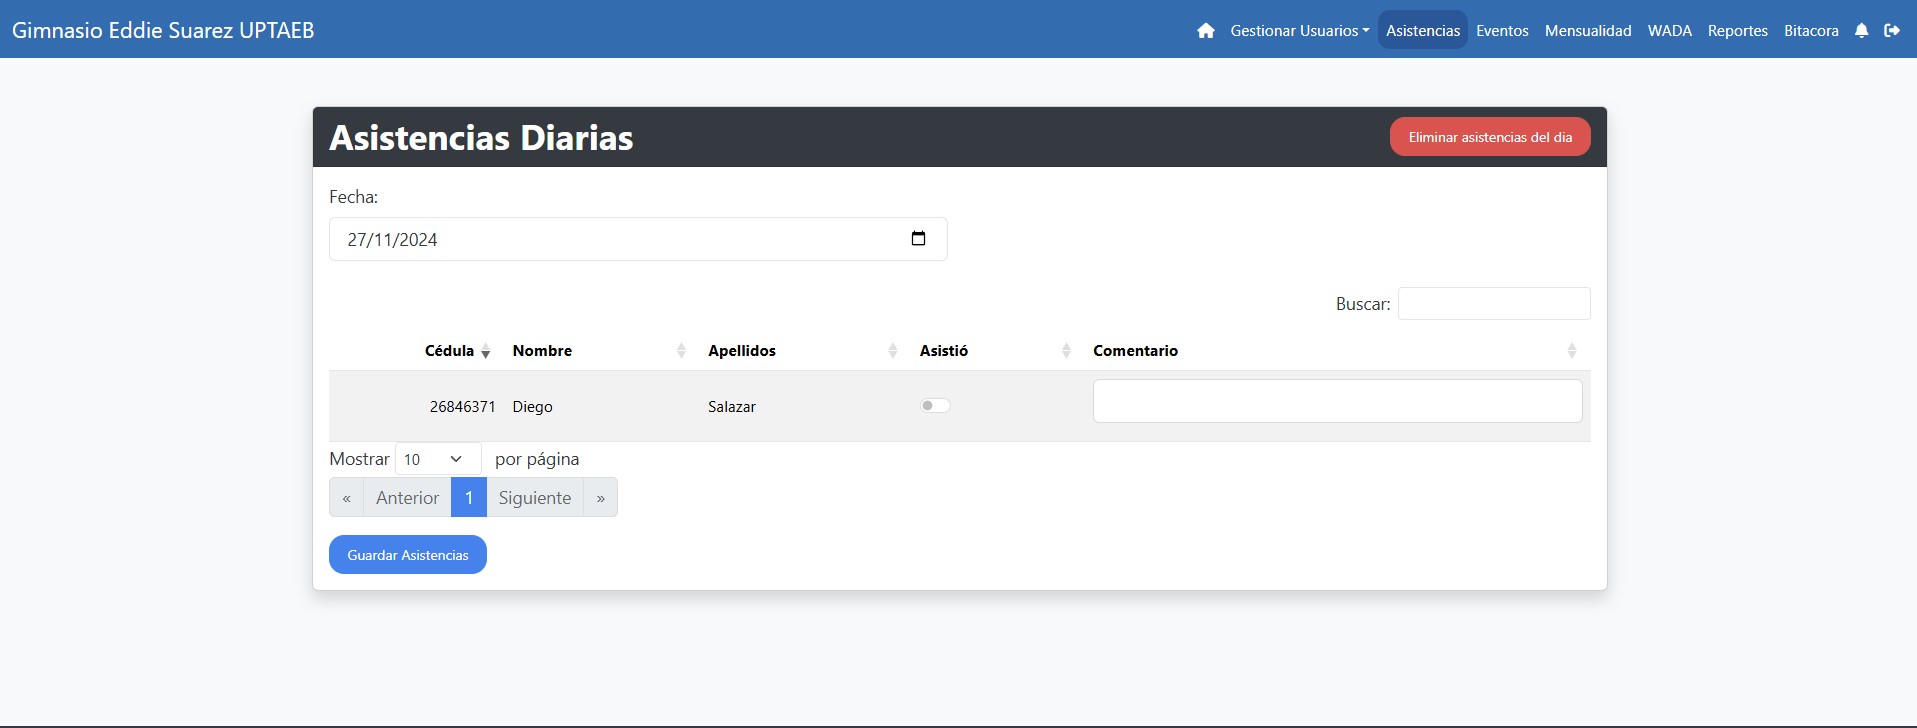 Gimnasio Eddie Suarez UPTAEB Gestionar Usuarios Asistencias Eventos Mensualidad WADA Reportes Bitacora
Asistencias Diarias Eliminar asistencias del dia
Fecha:
27/11/2024
Buscar:
Cédula Nombre Apellidos Asistió Comentario
26846371 Diego Salazar
Mostrar 10 por página
« Anterior 1 Siguiente »
Guardar Asistencias